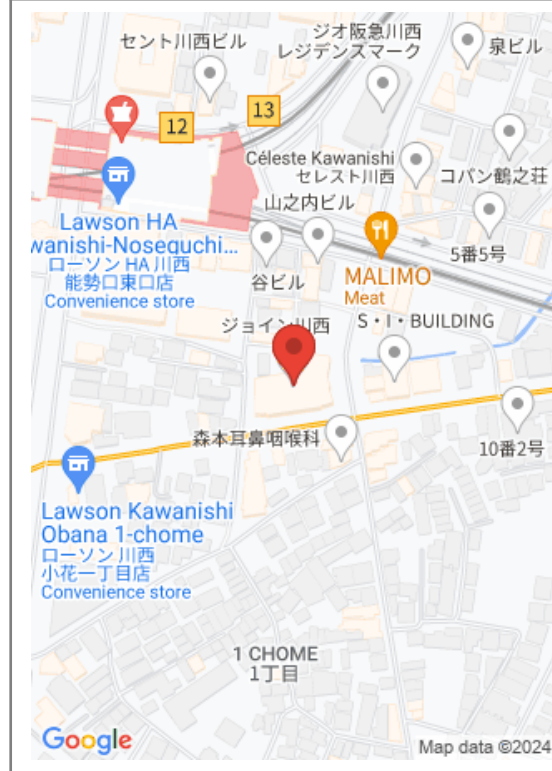 ジオ阪急川西
レジデンスマーク
セント川西ビル
泉ビル
13
12
Céleste Kawanishi
セレスト川西
コバン鶴之荘
山之内ビル
Lawson HA
wanishi-Noseguchi...
ローソン HA 川西
能勢口東口店
Convenience store
5番5号
谷ビル
MALIMO
Meat
ジョイン川西
S・I・BUILDING
森本耳鼻咽喉科
10番2号
Lawson Kawanishi
Obana 1-chome
ローソン 川西
小花一丁目店
Convenience store
1 CHOME
1丁目
Google
Map data ©2024